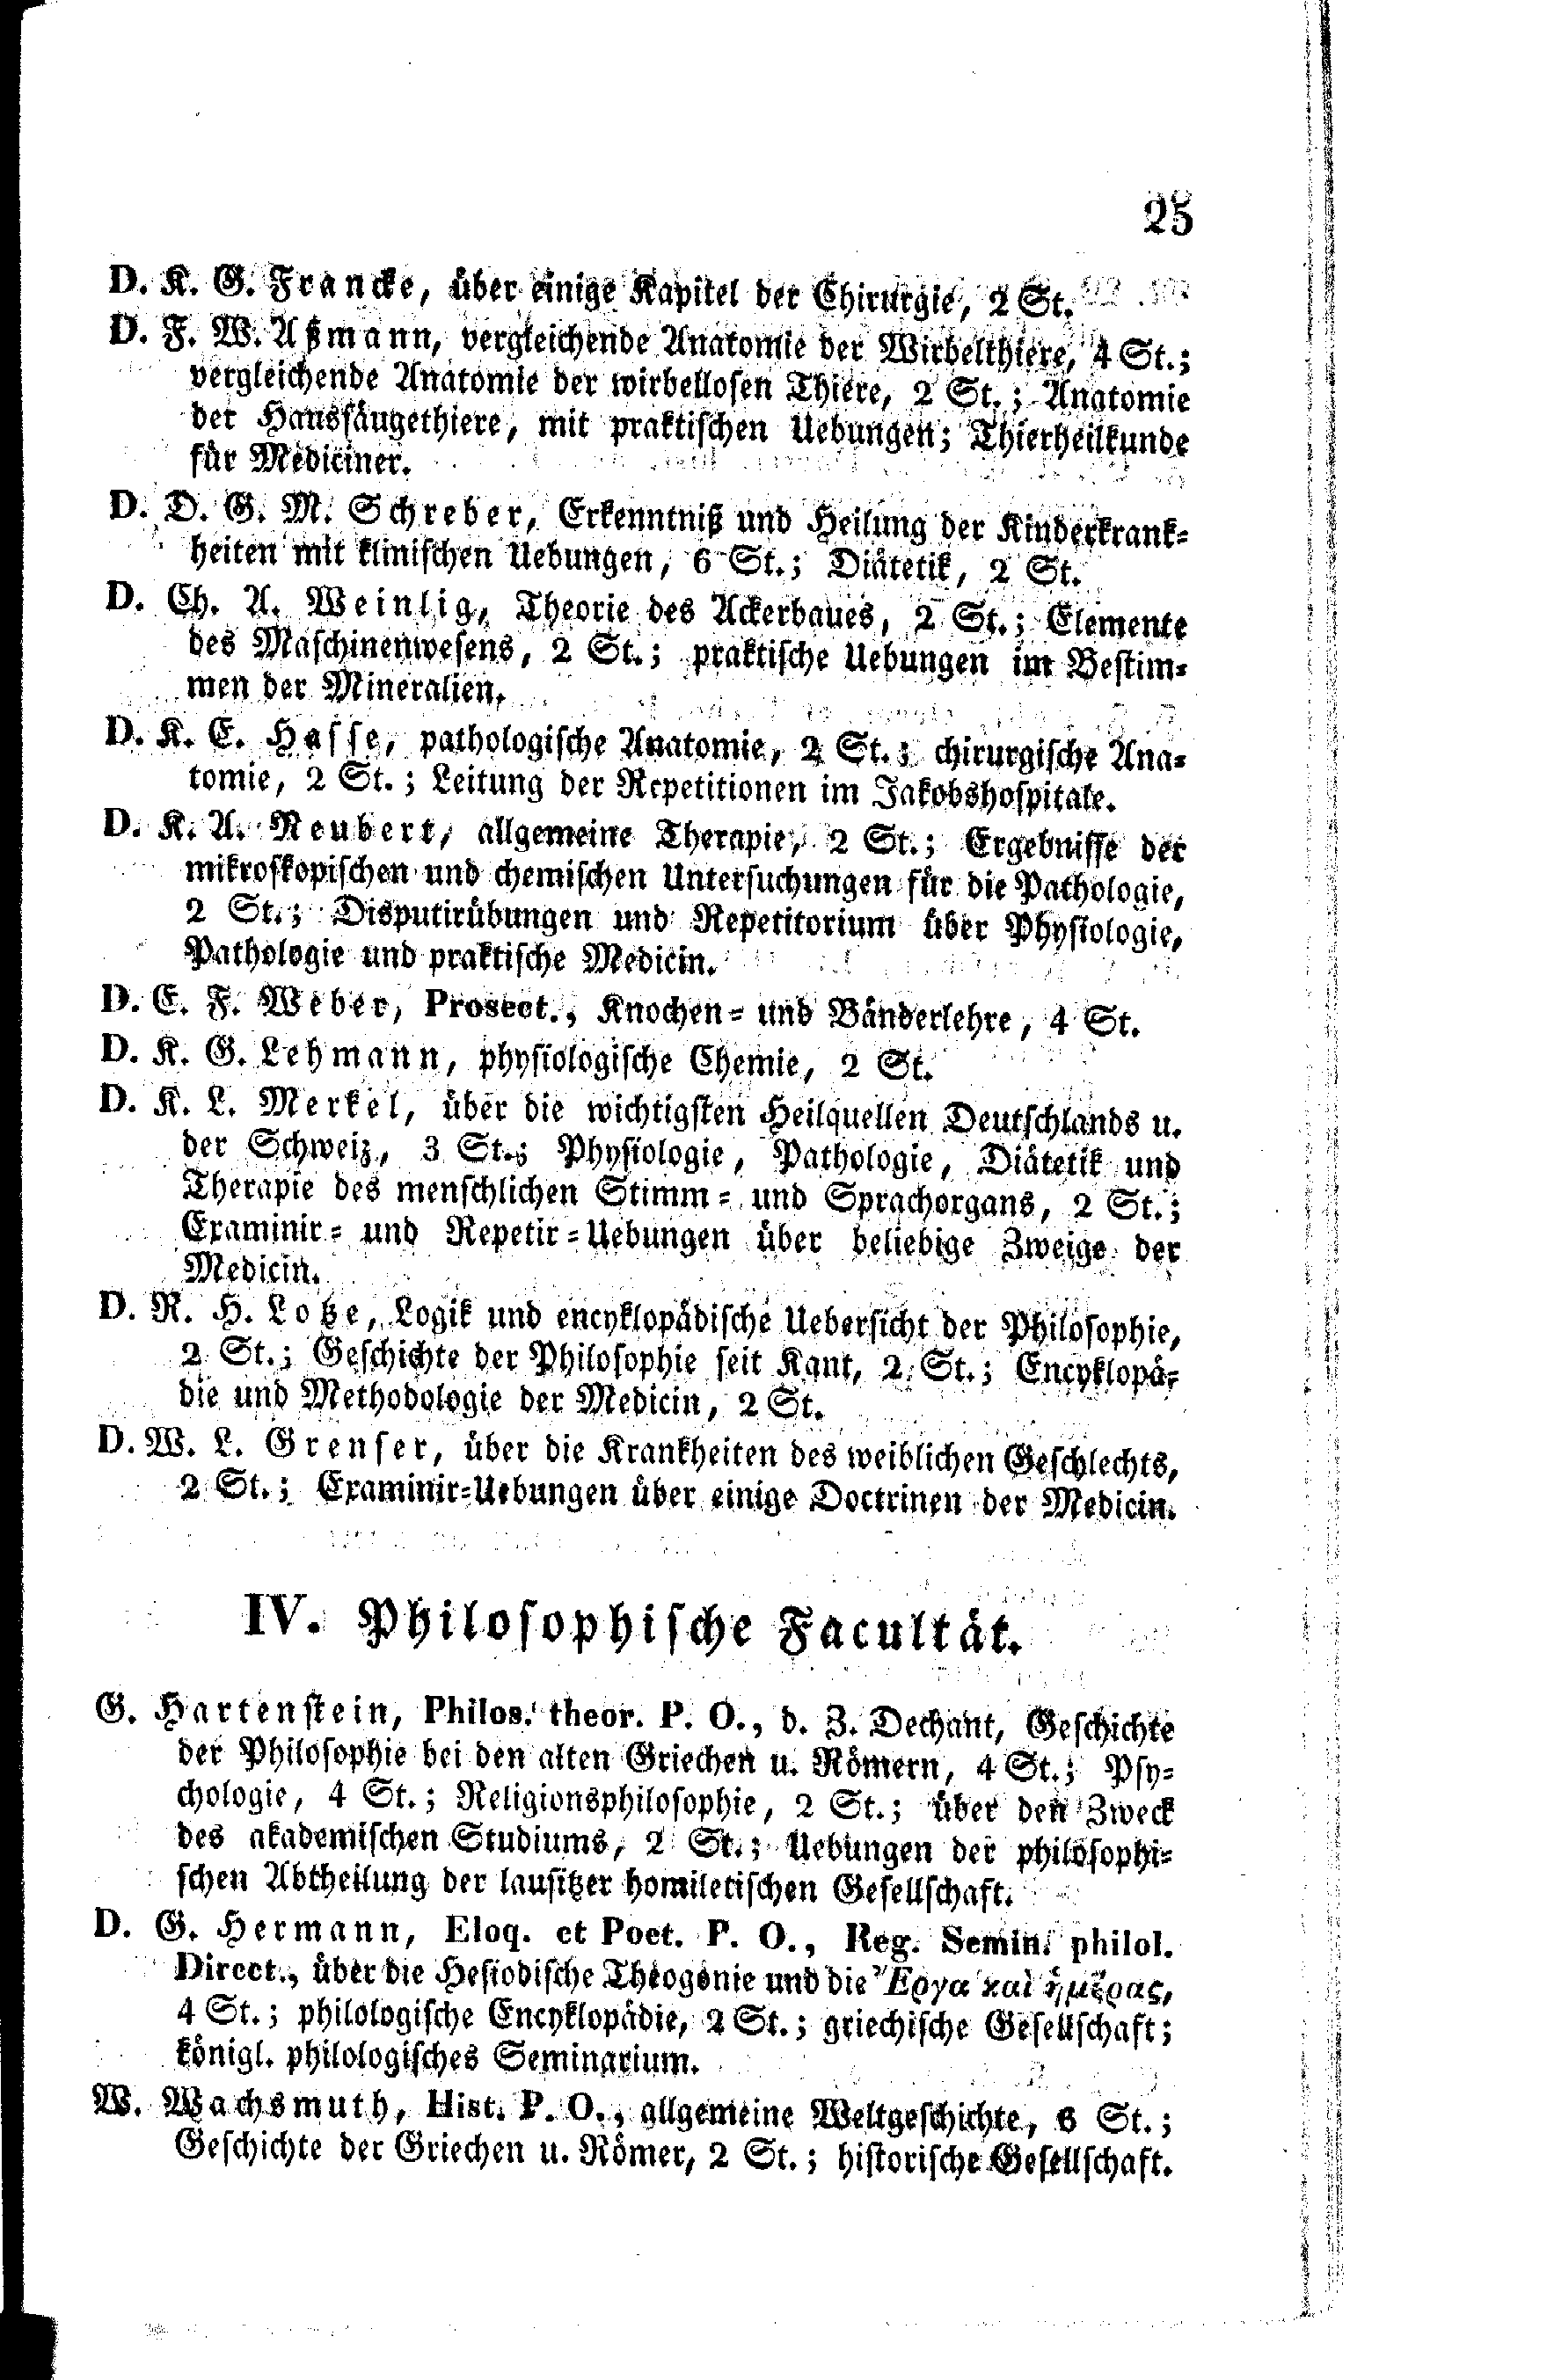 25
D. K. G. Francke, über einige Kapitel der Chirurgie, 2 St.
D. F. W. Aßmann, vergleichende Anatomie der Wirbelthiere, 4 St.;
vergleichende Anatomie der wirbellosen Thiere, 2 St.; Anatomie
der Haussäugethiere, mit praktischen Uebungen; Thierheilkunde
für Mediciner.
D. D. G. M. Schreber, Erkenntniß und Heilung der Kinderkrank-
heiten mit klinischen Uebungen, 6 St.; Diätetik, 2 St.
D. Ch. A. Weinlig, Theorie des Ackerbaues, 2 St.; Elemente
des Maschinenwesens, 2 St.; praktische Uebungen im Bestim-
men der Mineralien.
D. K. E. Hasse, pathologische Anatomie, 2 St.; chirurgische Ana-
tomie, 2 St.; Leitung der Repetitionen im Jakobshospitale.
D. K. A. Neubert, allgemeine Therapie, 2 St.; Ergebnisse der
mikroskopischen und chemischen Untersuchungen für die Pathologie,
2 St.; Disputirübungen und Repetitorium über Physiologie,
Pathologie und praktische Medicin.
D. E. F. Weber, Prosect., Knochen- und Bänderlehre, 4 St.
D. K. G. Lehmann, physiologische Chemie, 2 St.
D. K. L. Merkel, über die wichtigsten Heilquellen Deutschlands u.
der Schweiz, 3 St.; Physiologie, Pathologie, Diätetik und
Therapie des menschlichen Stimm- und Sprachorgans, 2 St.;
Examinir- und Repetir-Uebungen über beliebige Zweige der
Medicin.
D. R. H. Lotze, Logik und encyklopädische Uebersicht der Philosophie,
2 St.; Geschichte der Philosophie seit Kant, 2 St.; Encyklopä-
die und Methodologie der Medicin, 2 St.
D. W. L. Grenser, über die Krankheiten des weiblichen Geschlechts,
2 St.; Examinir-Uebungen über einige Doctrinen der Medicin.
IV. Philosophische Facultät.
G. Hartenstein, Philos. theor. P. O., d. Z. Dechant, Geschichte
der Philosophie bei den alten Griechen u. Römern, 4 St.; Psy-
chologie, 4 St.; Religionsphilosophie, 2 St.; über den Zweck
des akademischen Studiums, 2 St.; Uebungen der philosophi-
schen Abtheilung der lausitzer homiletischen Gesellschaft.
D. G. Hermann, Eloq. et Poet. P. O., Reg. Semin. philol.
Direct., über die Hesiodische Theogonie und die Ἔργα καὶ ἡμέρας,
4 St.; philologische Encyklopädie, 2 St.; griechische Gesellschaft;
königl. philologisches Seminarium.
W. Wachsmuth, Hist. P. O., allgemeine Weltgeschichte, 6 St.;
Geschichte der Griechen u. Römer, 2 St.; historische Gesellschaft.